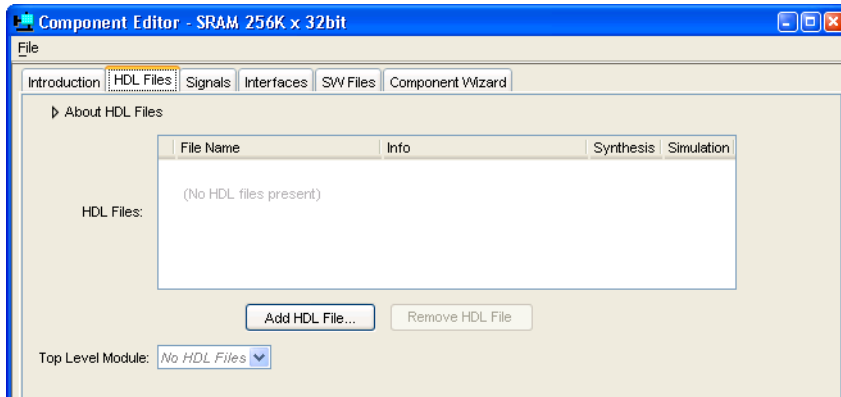 Component Editor - SRAM 256K x 32bit
File
Introduction HDL Files Signals Interfaces SW Files Component Wizard
About HDL Files
File Name Info Synthesis Simulation
(No HDL files present)
HDL Files:
Add HDL File... Remove HDL File
Top Level Module: No HDL Files